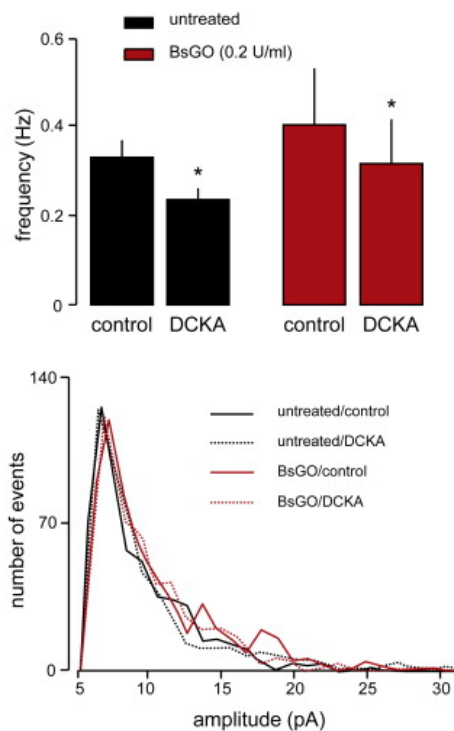 untreated
BsGO (0.2 U/ml)
0.6
0.4
0.2
0
frequency (Hz)
*
*
control DCKA control DCKA
140
70
0
number of events
untreated/control
untreated/DCKA
BsGO/control
BsGO/DCKA
5 10 15 20 25 30
amplitude (pA)